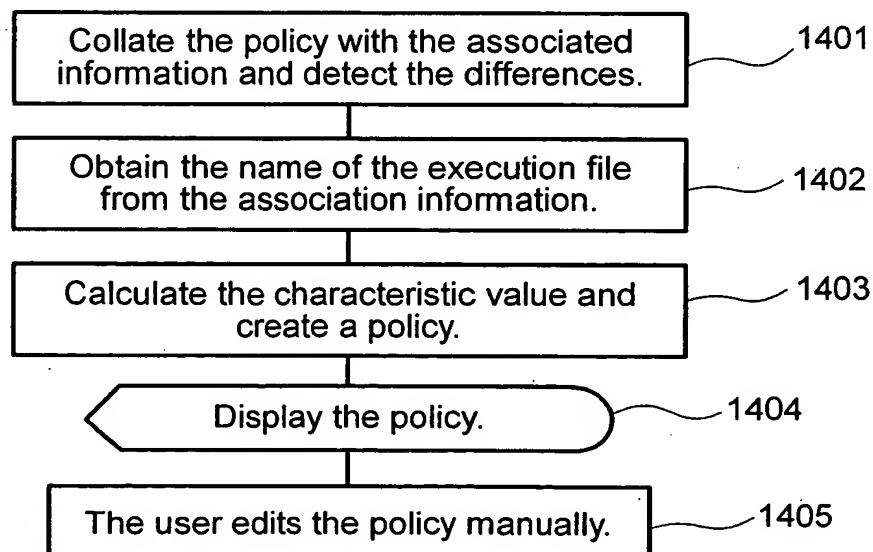 Collate the policy with the associated
information and detect the differences.
1401
Obtain the name of the execution file
from the association information.
1402
Calculate the characteristic value and
create a policy.
1403
Display the policy.
1404
The user edits the policy manually.
1405